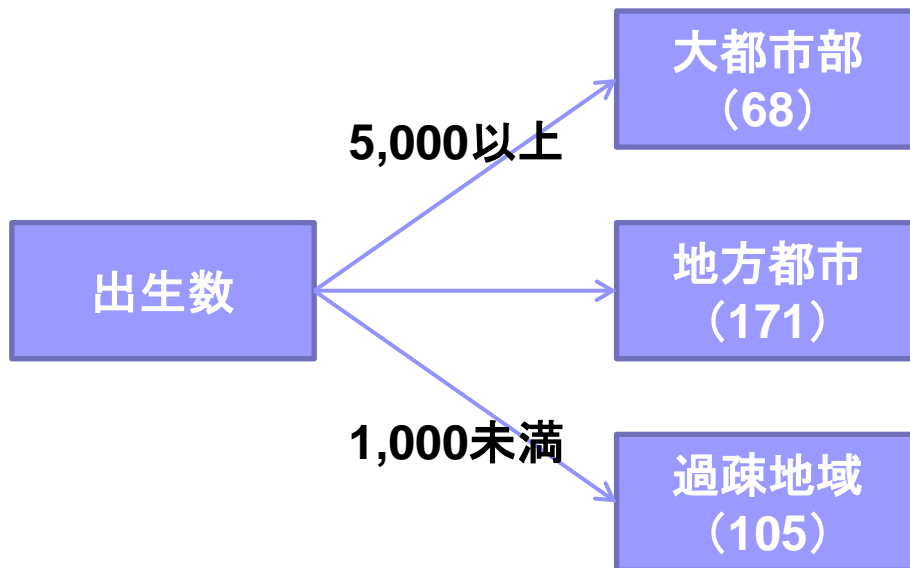 大都市部
（68）
5,000以上
出生数
地方都市
（171）
1,000未満
過疎地域
（105）